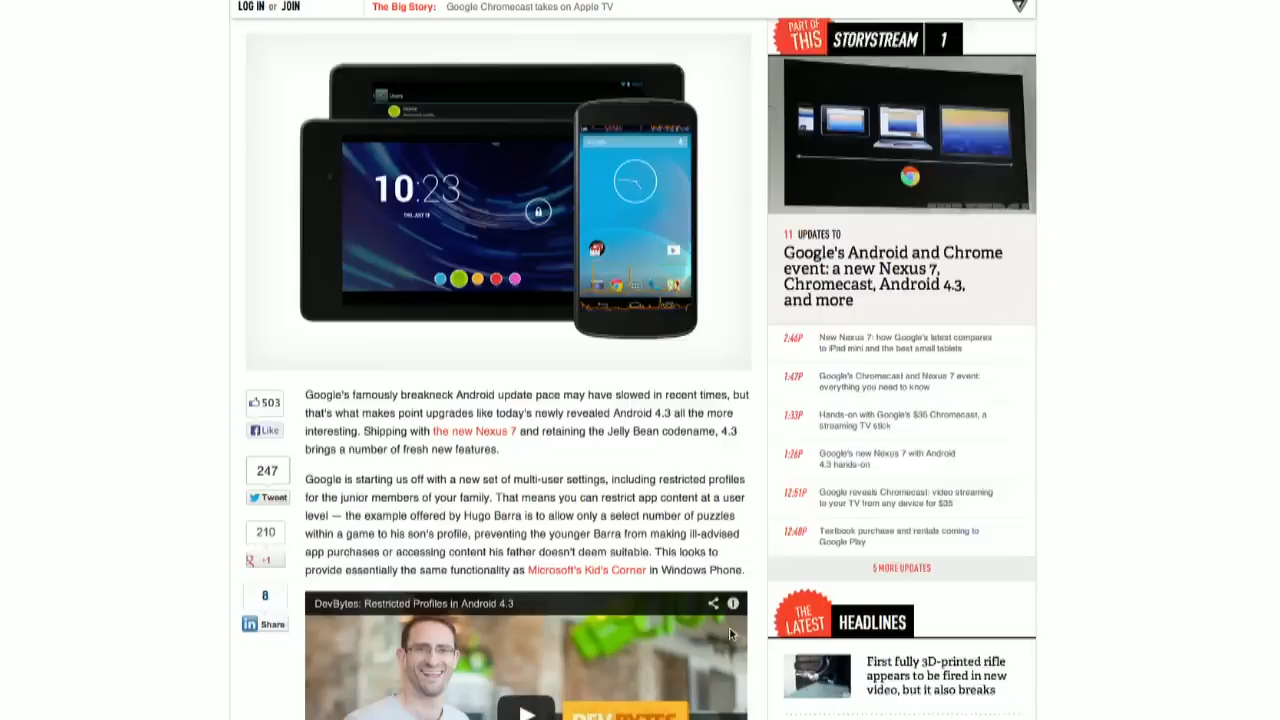 LOG IN or JOIN
The Big Story: Google Chromecast takes on Apple TV
Users
10:23
THU, JULY 18
503
Like
247
Tweet
210
+1
8
in Share
Google's famously breakneck Android update pace may have slowed in recent times, but
that's what makes point upgrades like today's newly revealed Android 4.3 all the more
interesting. Shipping with the new Nexus 7 and retaining the Jelly Bean codename, 4.3
brings a number of fresh new features.
Google is starting us off with a new set of multi-user settings, including restricted profiles
for the junior members of your family. That means you can restrict app content at a user
level — the example offered by Hugo Barra is to allow only a select number of puzzles
within a game to his son's profile, preventing the younger Barra from making ill-advised
app purchases or accessing content his father doesn't deem suitable. This looks to
provide essentially the same functionality as Microsoft's Kid's Corner in Windows Phone.
DevBytes: Restricted Profiles in Android 4.3
DEVBYTES
PART OF
THIS STORYSTREAM 1
11 UPDATES TO
Google's Android and Chrome
event: a new Nexus 7,
Chromecast, Android 4.3,
and more
2:46P New Nexus 7: how Google's latest compares
to iPad mini and the best small tablets
1:47P Google's Chromecast and Nexus 7 event:
everything you need to know
1:33P Hands-on with Google's $35 Chromecast, a
streaming TV stick
1:26P Google's new Nexus 7 with Android
4.3 hands-on
12:51P Google reveals Chromecast: video streaming
to your TV from any device for $35
12:48P Textbook purchase and rentals coming to
Google Play
5 MORE UPDATES
THE
LATEST HEADLINES
First fully 3D-printed rifle
appears to be fired in new
video, but it also breaks